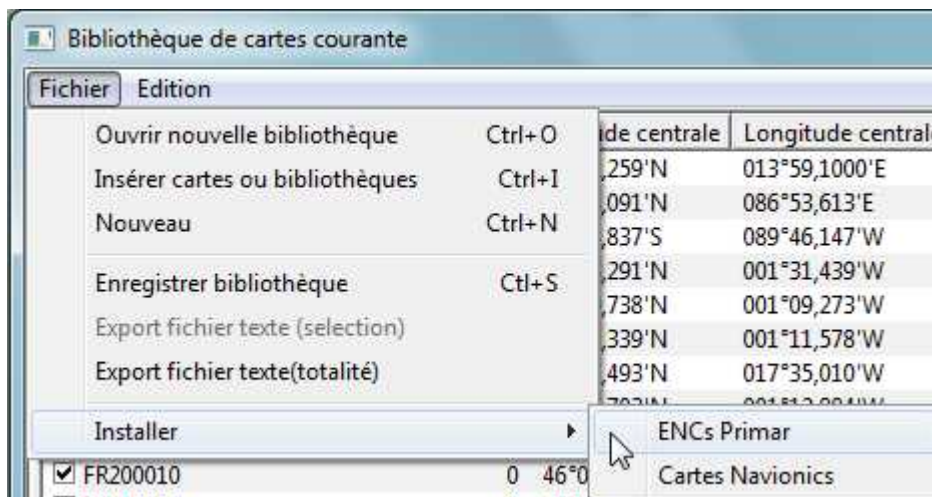 Bibliothèque de cartes courante
Fichier Edition
Ouvrir nouvelle bibliothèque Ctrl+O
Insérer cartes ou bibliothèques Ctrl+I
Nouveau Ctrl+N
Enregistrer bibliothèque Ctl+S
Export fichier texte (selection)
Export fichier texte(totalité)
Installer
ENCs Primar
Cartes Navionics
centrale Longitude
,259'N 013°59,1000'E
,091'N 086°53,613'E
,837'S 089°46,147'W
,291'N 001°31,439'W
,738'N 001°09,273'W
,339'N 001°11,578'W
,493'N 017°35,010'W
FR200010 0 46°0